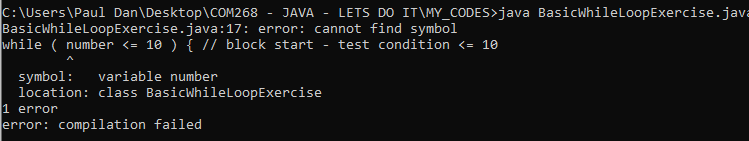 C:\Users\Paul Dan\Desktop\COM268 - JAVA - LETS DO IT\MY_CODES>java BasicWhileLoopExercise.java
BasicWhileLoopExercise.java:17: error: cannot find symbol
while ( number <= 10 ) { // block start - test condition <= 10
^
symbol: variable number
location: class BasicWhileLoopExercise
1 error
error: compilation failed